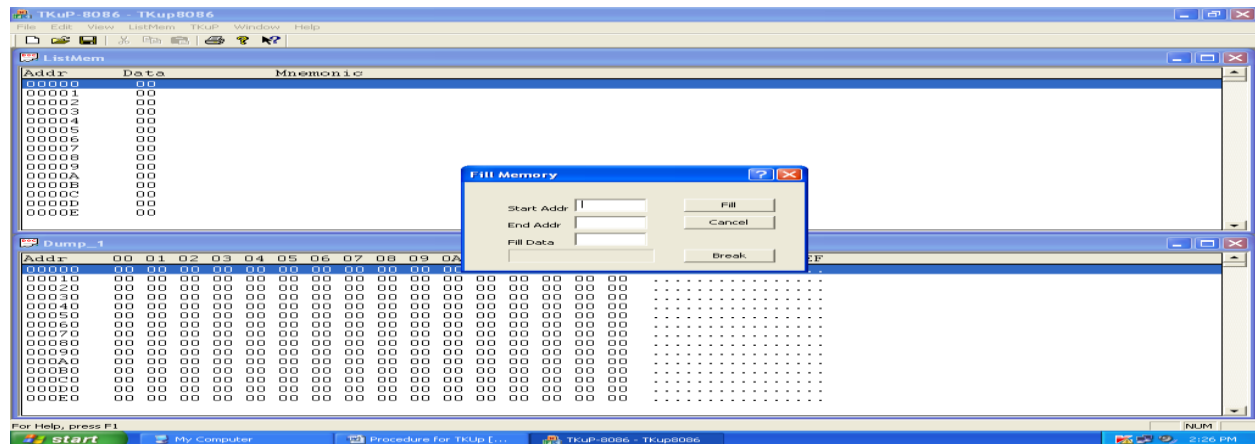 TKuP-8086 - TKup8086
File Edit View ListMem TKuP Window Help
ListMem
Addr Data Mnemonic
00000 00
00001 00
00002 00
00003 00
00004 00
00005 00
00006 00
00007 00
00008 00
00009 00
0000A 00
0000B 00
0000C 00
0000D 00
0000E 00
Fill Memory
Start Addr Fill
End Addr Cancel
Fill Data
Break
Dump_1
Addr 00 01 02 03 04 05 06 07 08 09 0A EF
00000 00 00 00 00 00 00 00 00 00 00 00 ..
00010 00 00 00 00 00 00 00 00 00 00 00 00 00 00 00 00 ................
00020 00 00 00 00 00 00 00 00 00 00 00 00 00 00 00 00 ................
00030 00 00 00 00 00 00 00 00 00 00 00 00 00 00 00 00 ................
00040 00 00 00 00 00 00 00 00 00 00 00 00 00 00 00 00 ................
00050 00 00 00 00 00 00 00 00 00 00 00 00 00 00 00 00 ................
00060 00 00 00 00 00 00 00 00 00 00 00 00 00 00 00 00 ................
00070 00 00 00 00 00 00 00 00 00 00 00 00 00 00 00 00 ................
00080 00 00 00 00 00 00 00 00 00 00 00 00 00 00 00 00 ................
00090 00 00 00 00 00 00 00 00 00 00 00 00 00 00 00 00 ................
000A0 00 00 00 00 00 00 00 00 00 00 00 00 00 00 00 00 ................
000B0 00 00 00 00 00 00 00 00 00 00 00 00 00 00 00 00 ................
000C0 00 00 00 00 00 00 00 00 00 00 00 00 00 00 00 00 ................
000D0 00 00 00 00 00 00 00 00 00 00 00 00 00 00 00 00 ................
000E0 00 00 00 00 00 00 00 00 00 00 00 00 00 00 00 00 ................
For Help, press F1 NUM
start My Computer Procedure for TKUp [... TKuP-8086 - TKup8086 2:26 PM